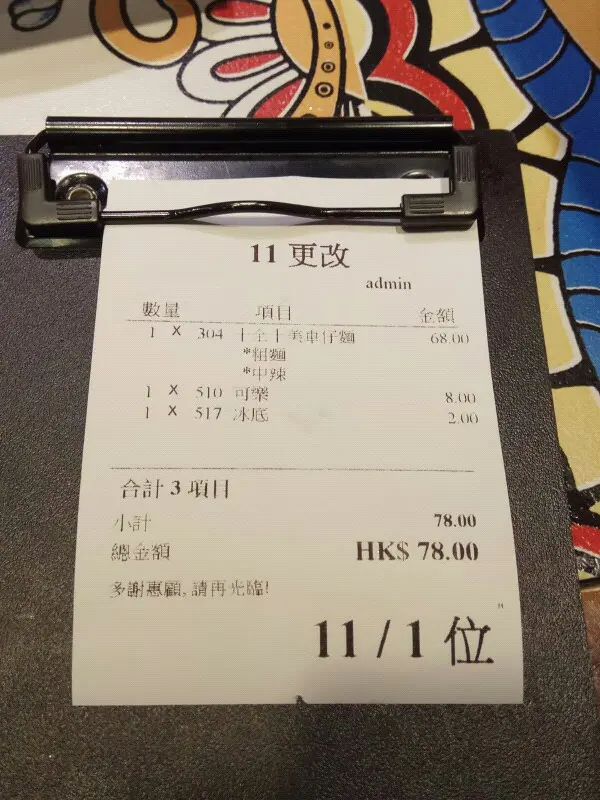 11 更改
admin
數量 項目 金額
1 X 304 十全十美車仔麵 68.00
*粗麵
*中辣
1 X 510 可樂 8.00
1 X 517 冰底 2.00
合計 3 項目
小計 78.00
總金額 HK$ 78.00
多謝惠顧, 請再光臨!
11 / 1 位